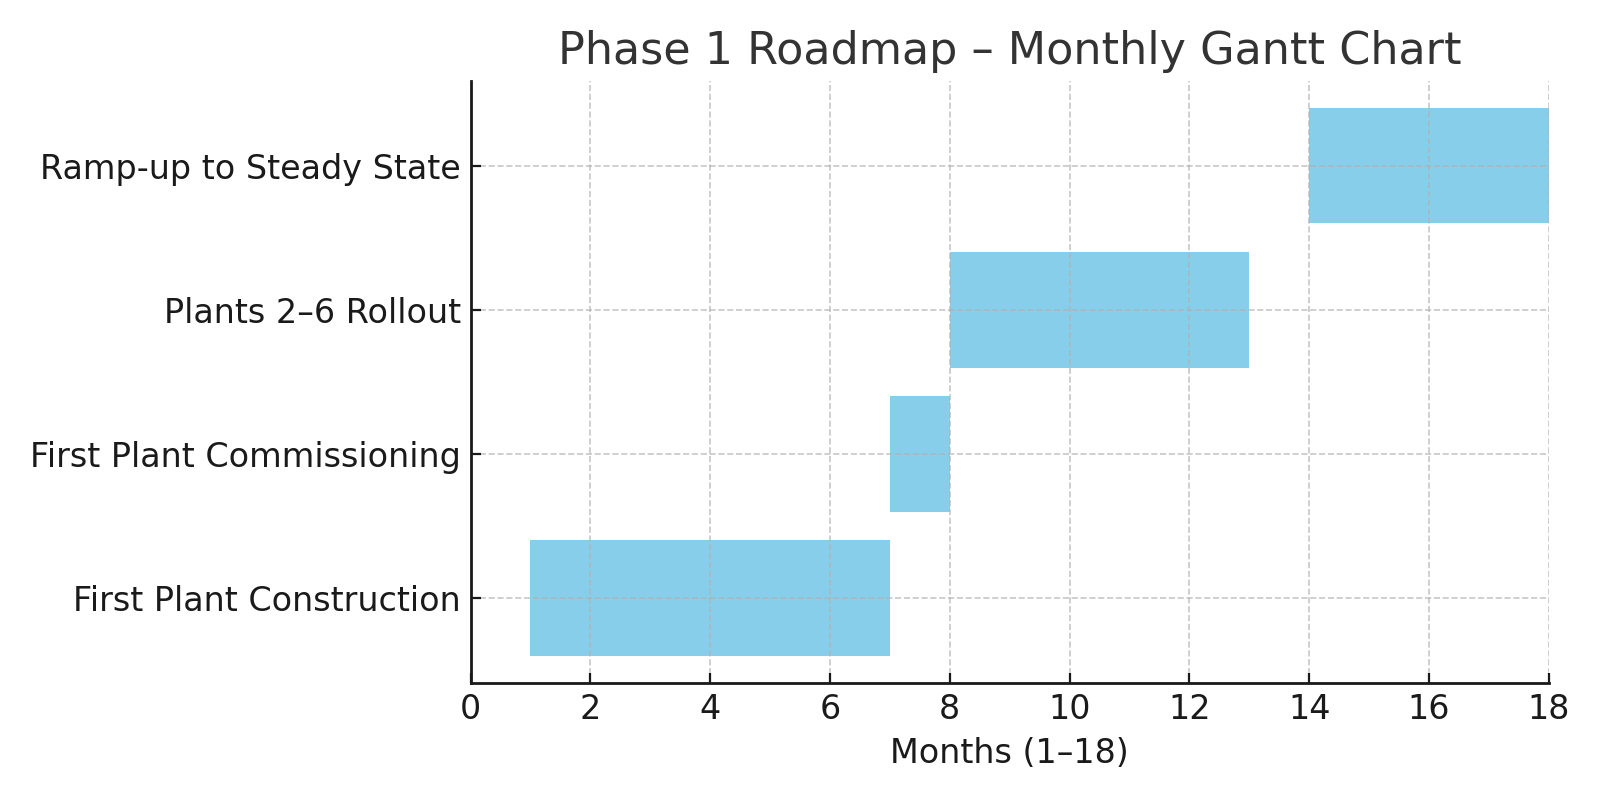 Phase 1 Roadmap – Monthly Gantt Chart
Ramp-up to Steady State
Plants 2–6 Rollout
First Plant Commissioning
First Plant Construction
0 2 4 6 8 10 12 14 16 18
Months (1–18)